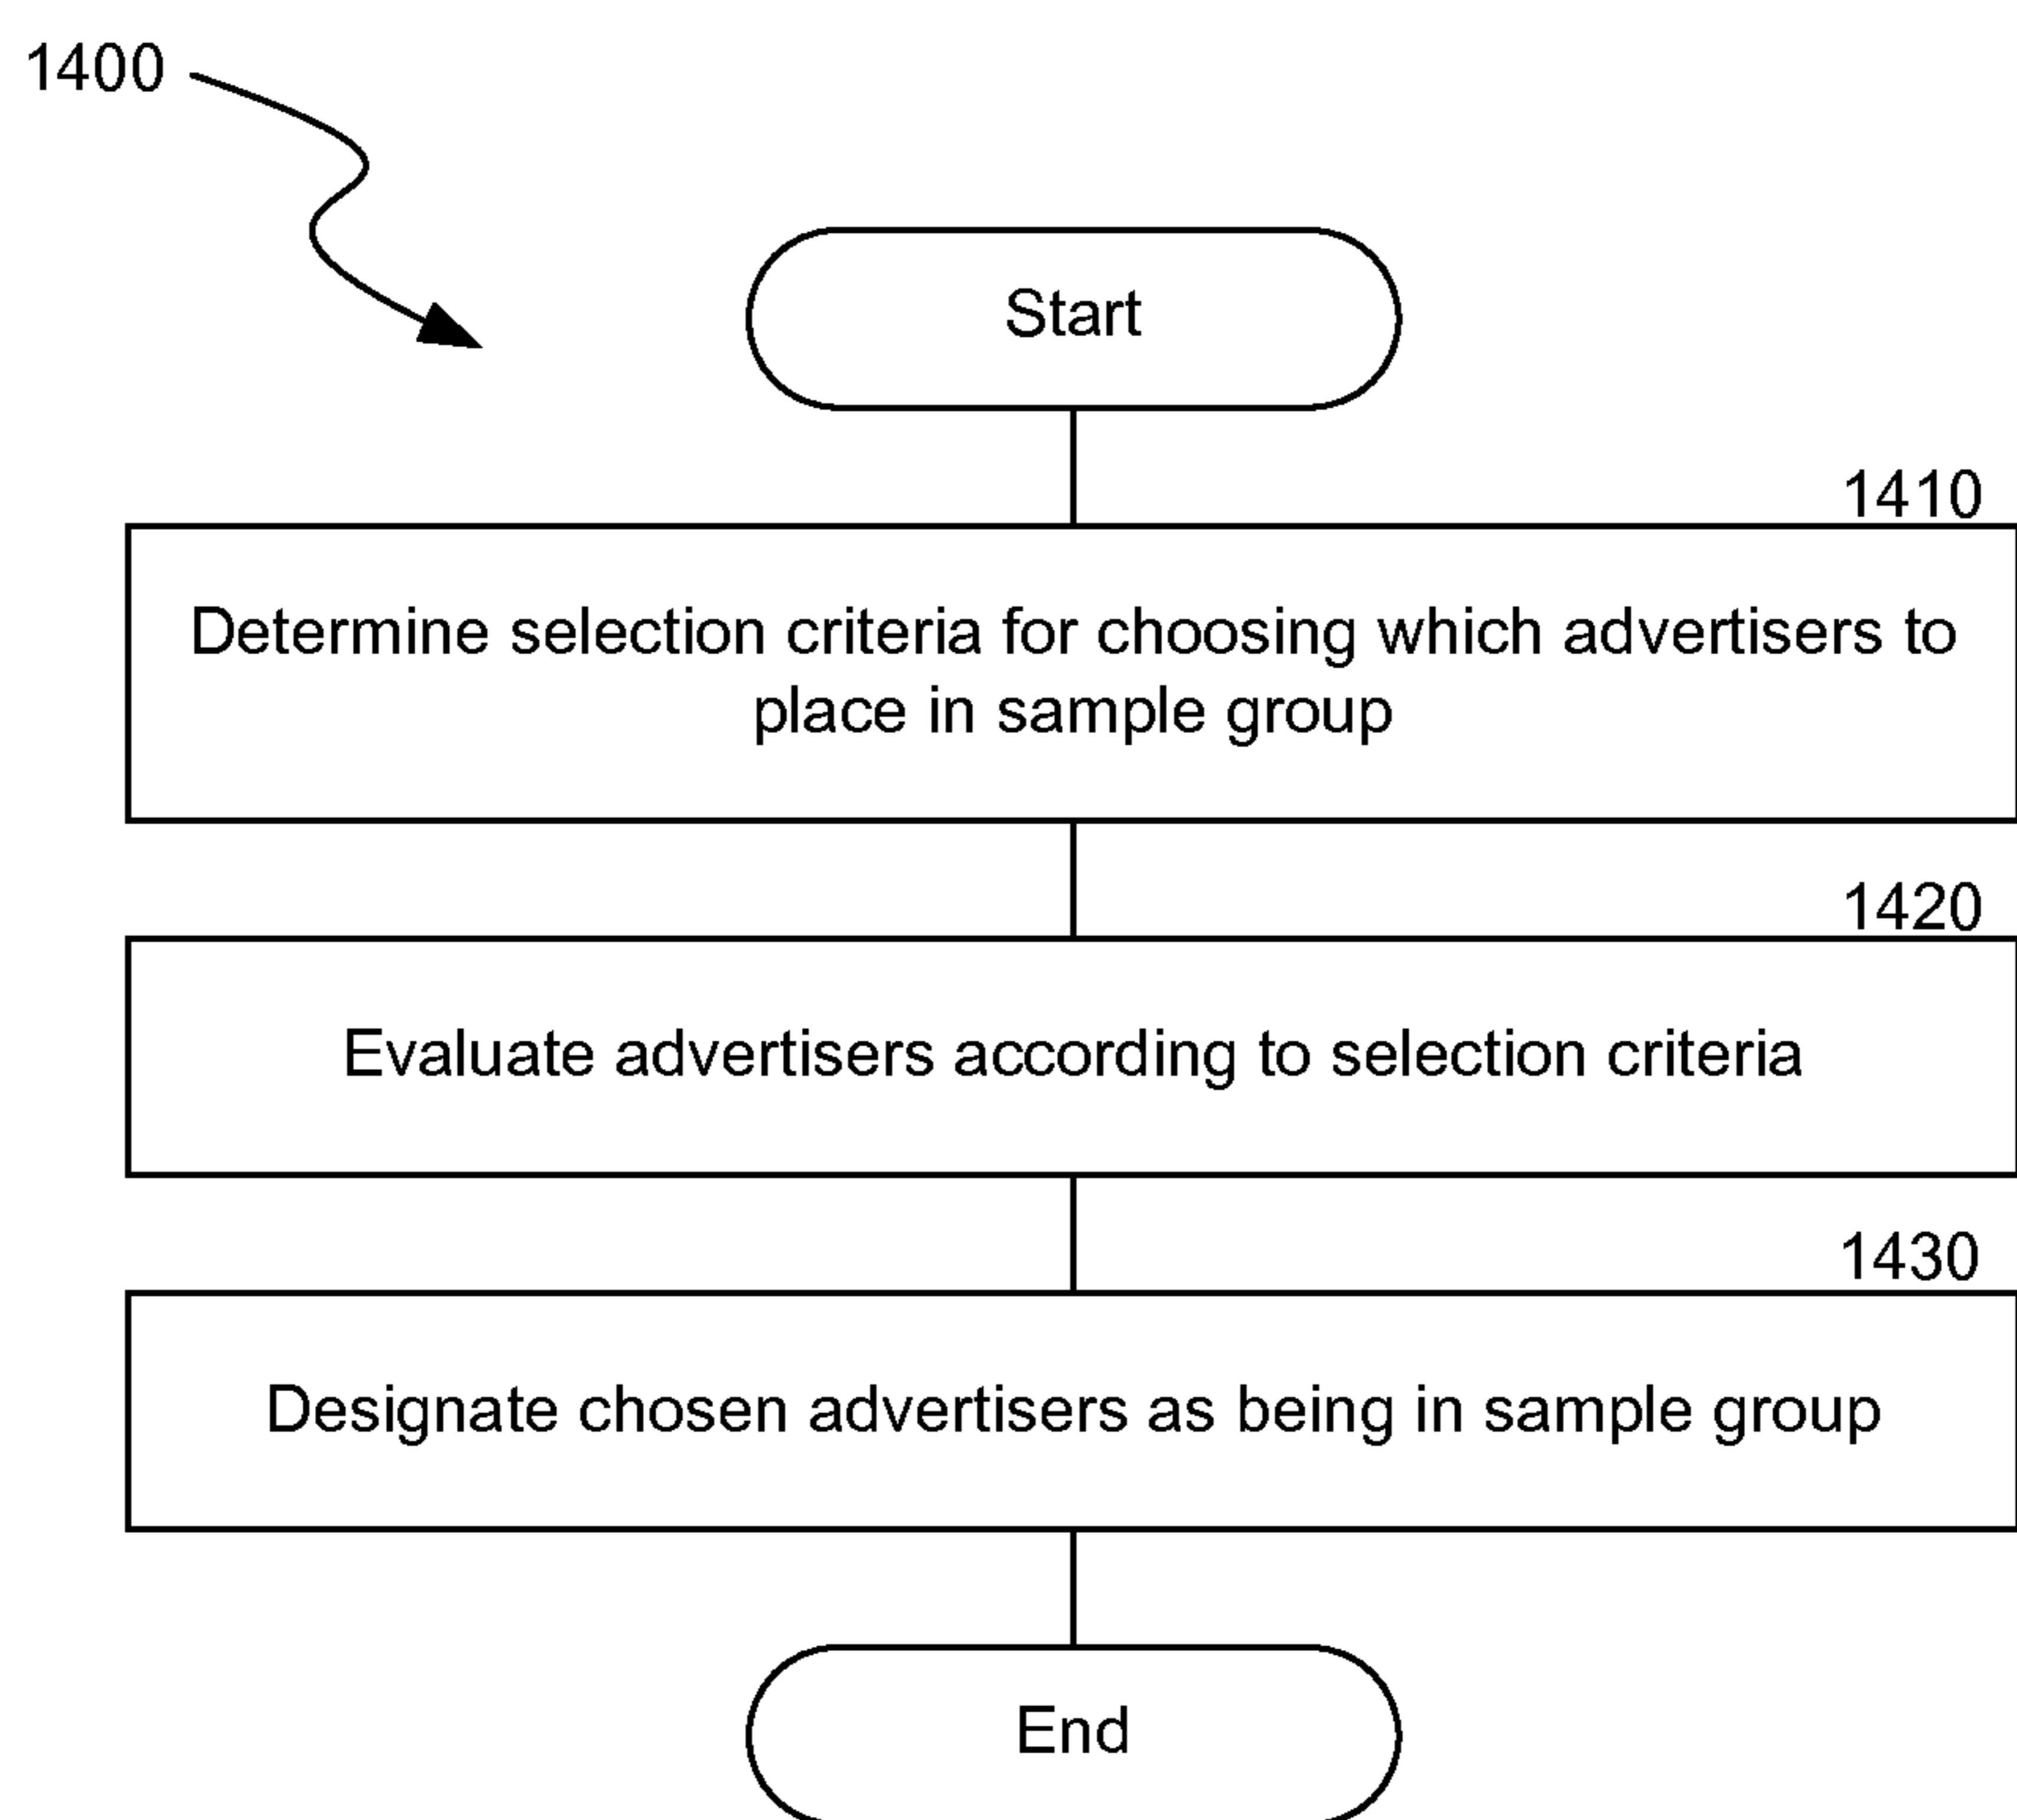 1400
Start
1410
Determine selection criteria for choosing which advertisers to
place in sample group
1420
Evaluate advertisers according to selection criteria
1430
Designate chosen advertisers as being in sample group
End